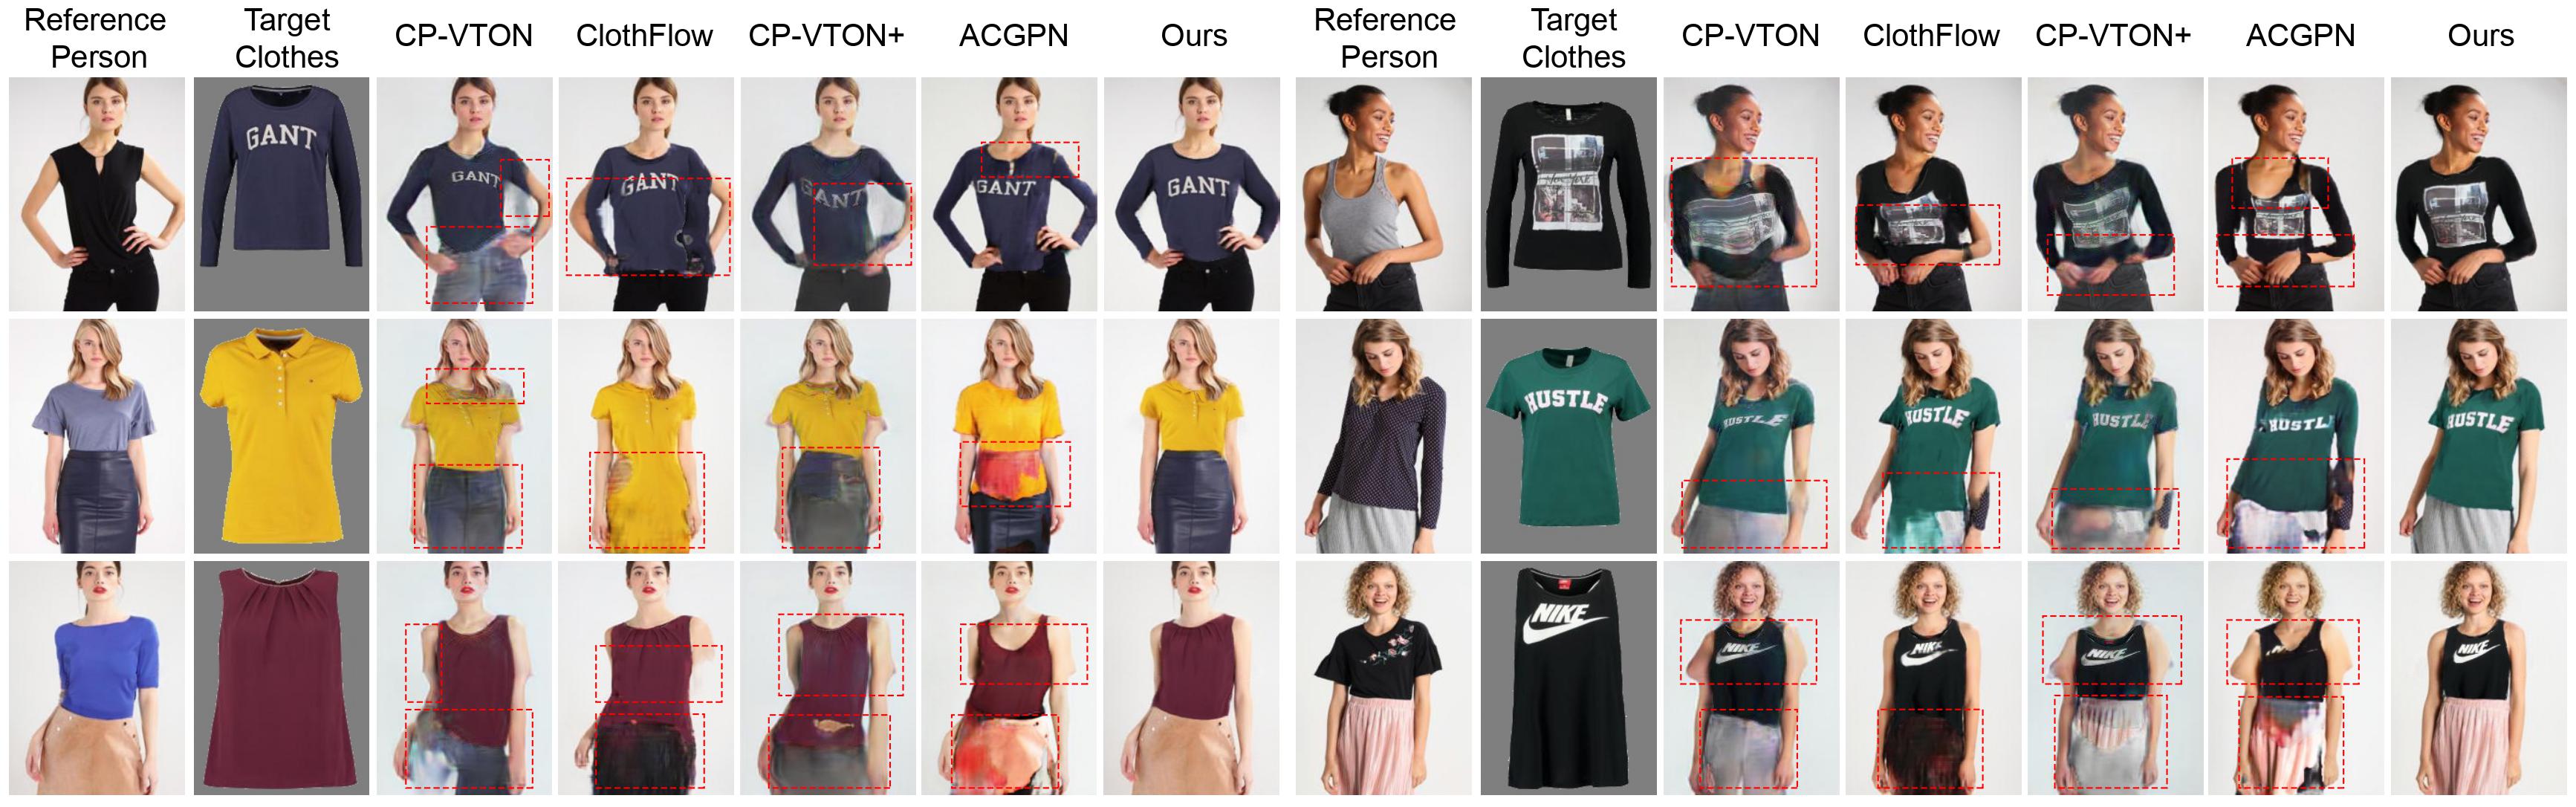 Reference Person
Target Clothes
CP-VTON
ClothFlow
CP-VTON+
ACGPN
Ours
Reference Person
Target Clothes
CP-VTON
ClothFlow
CP-VTON+
ACGPN
Ours
GANT
GANT
GANT
GANT
GANT
GANT
HUSTLE
HUSTLE
HUSTLE
HUSTLE
HUSTL
HUSTLE
NIKE
NIKE
NIKE
NIKE
NIKE